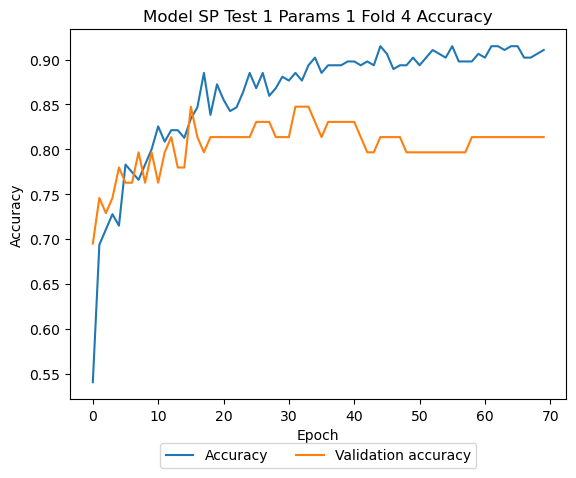 Model SP Test 1 Params 1 Fold 4 Accuracy
Accuracy
0.90
0.85
0.80
0.75
0.70
0.65
0.60
0.55
0 10 20 30 40 50 60 70
Epoch
Accuracy Validation accuracy